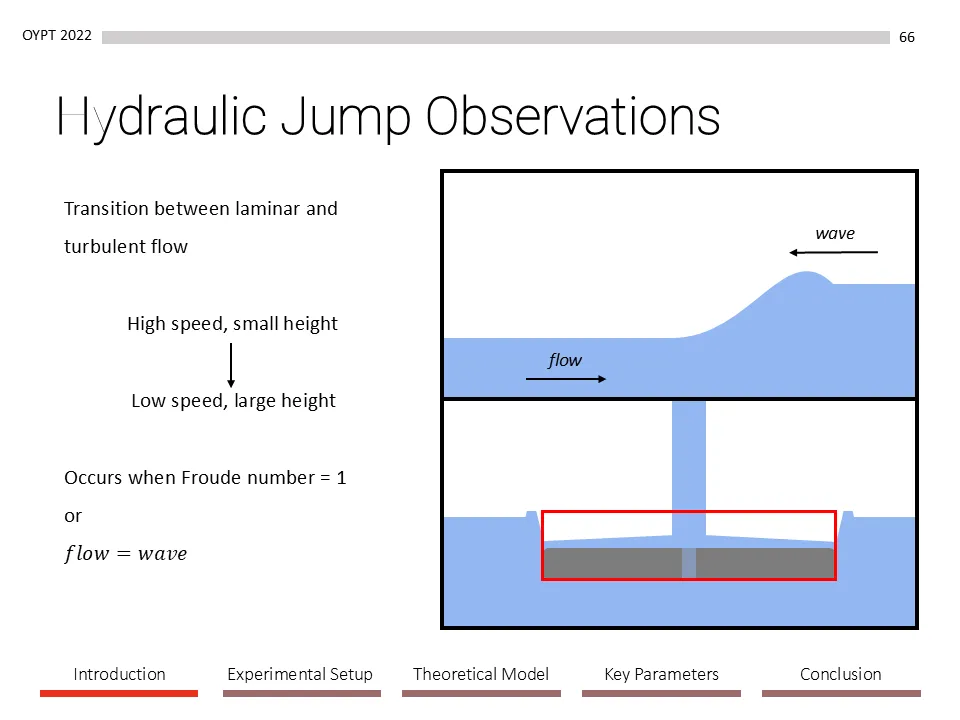 OYPT 2022
66
Hydraulic Jump Observations
Transition between laminar and
turbulent flow
High speed, small height
Low speed, large height
Occurs when Froude number = 1
or
flow = wave
wave
flow
Introduction
Experimental Setup
Theoretical Model
Key Parameters
Conclusion